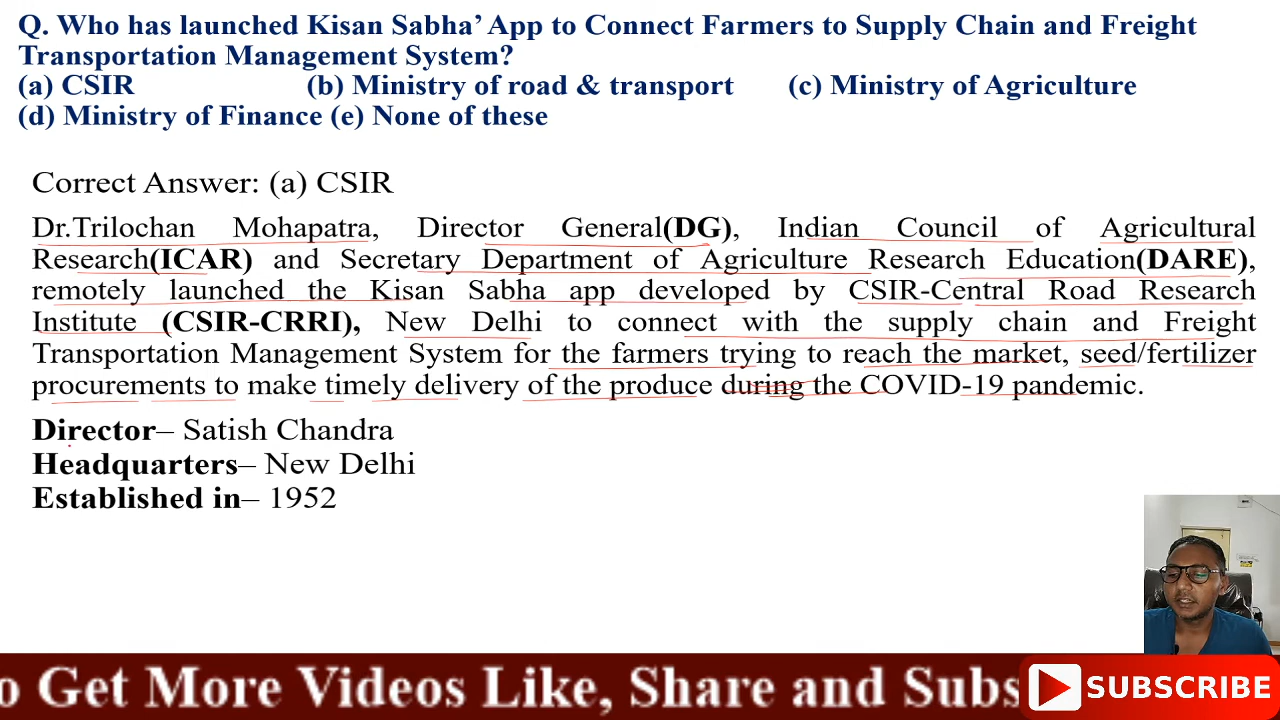 Q. Who has launched Kisan Sabha’ App to Connect Farmers to Supply Chain and Freight
Transportation Management System?
(a) CSIR (b) Ministry of road & transport (c) Ministry of Agriculture
(d) Ministry of Finance (e) None of these
Correct Answer: (a) CSIR
Dr.Trilochan Mohapatra, Director General(DG), Indian Council of Agricultural
Research(ICAR) and Secretary Department of Agriculture Research Education(DARE),
remotely launched the Kisan Sabha app developed by CSIR-Central Road Research
Institute (CSIR-CRRI), New Delhi to connect with the supply chain and Freight
Transportation Management System for the farmers trying to reach the market, seed/fertilizer
procurements to make timely delivery of the produce during the COVID-19 pandemic.
Director– Satish Chandra
Headquarters– New Delhi
Established in– 1952
o Get More Videos Like, Share and Subs
SUBSCRIBE